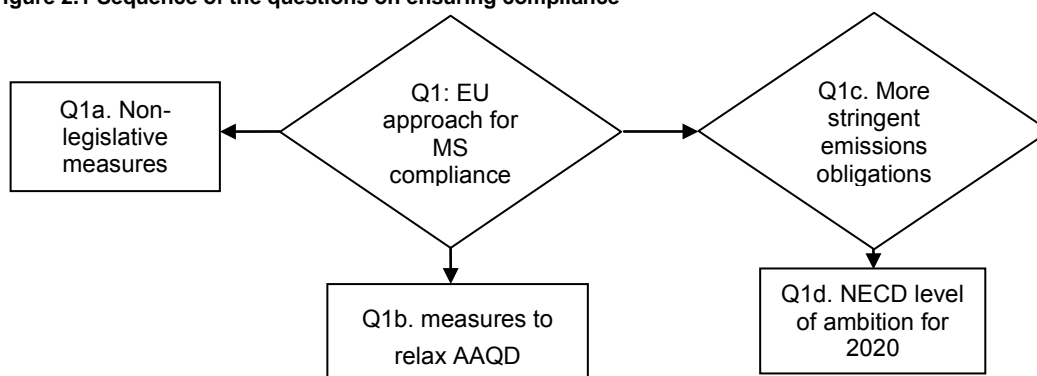 Figure 2.1 Sequence of the questions on ensuring compliance
Q1a. Non-
legislative
measures
Q1: EU
approach for
MS
compliance
Q1c. More
stringent
emissions
obligations
Q1b. measures to
relax AAQD
Q1d. NECD level
of ambition for
2020